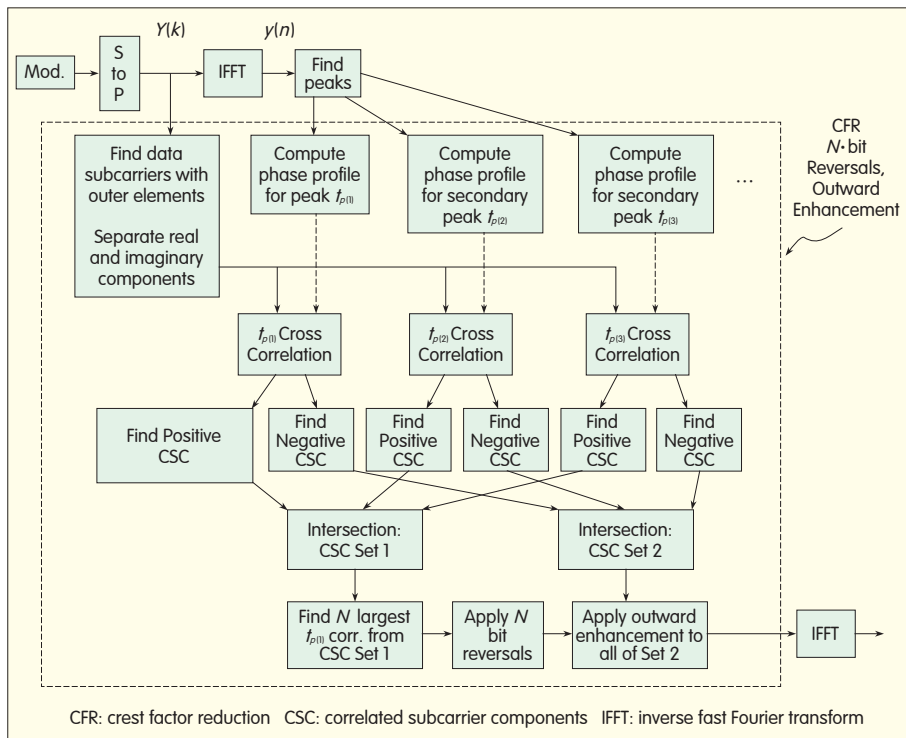 Y(k)
y(n)
Mod.
S
to
P
IFFT
Find
peaks
CFR
N•bit
Reversals,
Outward
Enhancement
Find data
subcarriers with
outer elements
Separate real
and imaginary
components
Compute
phase profile
for peak tp(1)
Compute
phase profile
for secondary
peak tp(2)
Compute
phase profile
for secondary
peak tp(3)
...
tp(1) Cross
Correlation
tp(2) Cross
Correlation
tp(3) Cross
Correlation
Find Positive
CSC
Find
Negative
CSC
Find
Positive
CSC
Find
Negative
CSC
Find
Positive
CSC
Find
Negative
CSC
Intersection:
CSC Set 1
Intersection:
CSC Set 2
Find N largest
tp(1) corr. from
CSC Set 1
Apply N
bit
reversals
Apply outward
enhancement to
all of Set 2
IFFT
CFR: crest factor reduction CSC: correlated subcarrier components IFFT: inverse fast Fourier transform